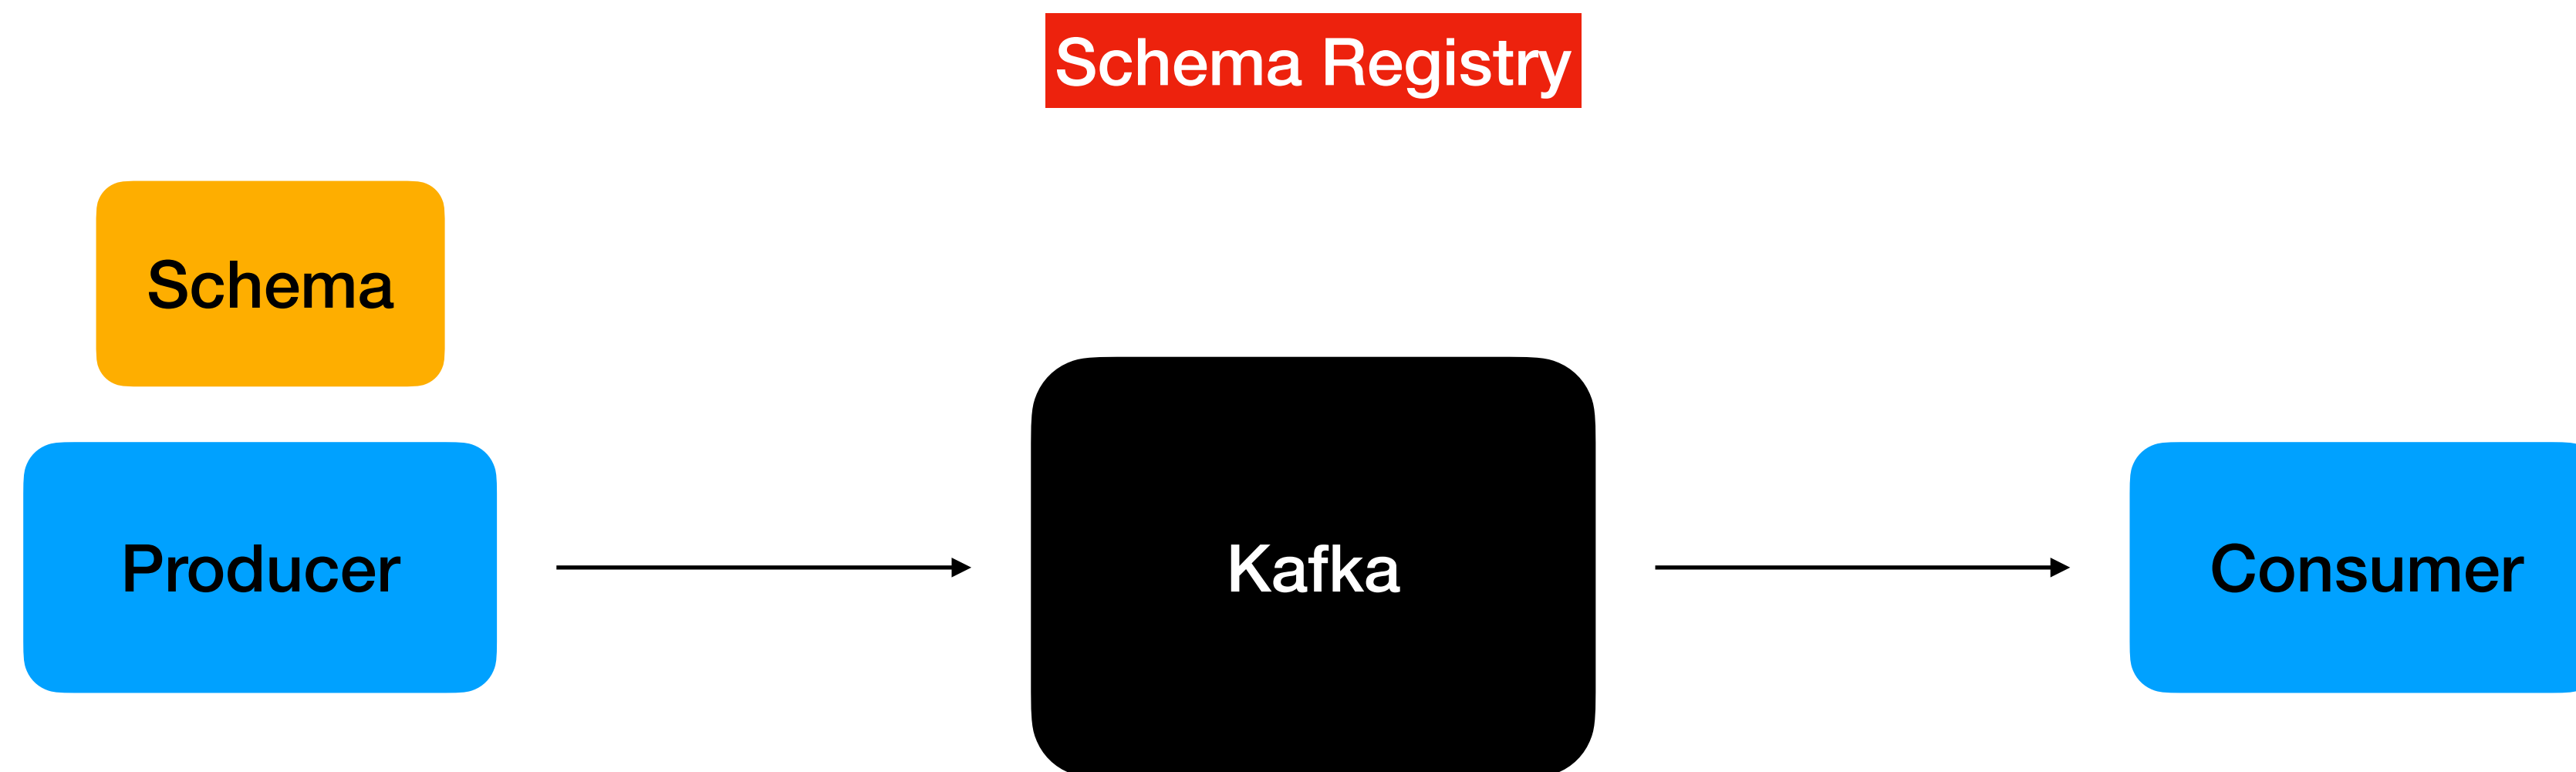 Schema Registry
Schema
Producer
Kafka
Consumer